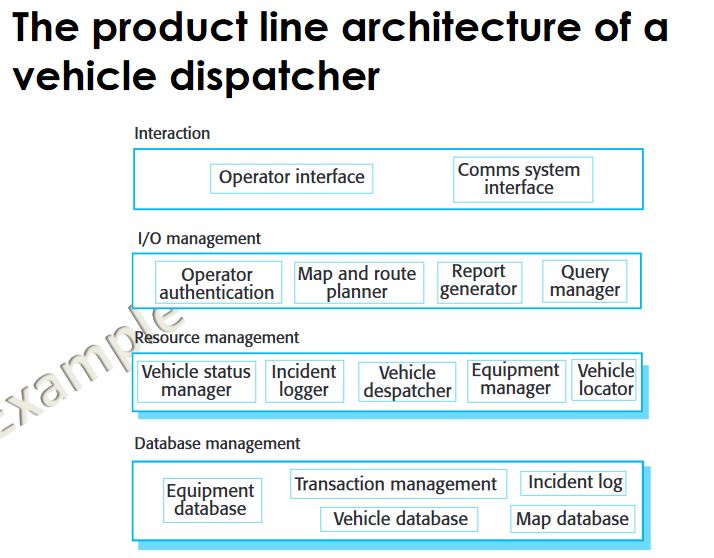 The product line architecture of a
vehicle dispatcher
Interaction
Operator interface
Comms system
interface
I/O management
Operator
authentication
Map and route
planner
Report
generator
Query
manager
Example
Resource management
Vehicle status
manager
Incident
logger
Vehicle
despatcher
Equipment
manager
Vehicle
locator
Database management
Equipment
database
Transaction management
Incident log
Vehicle database
Map database